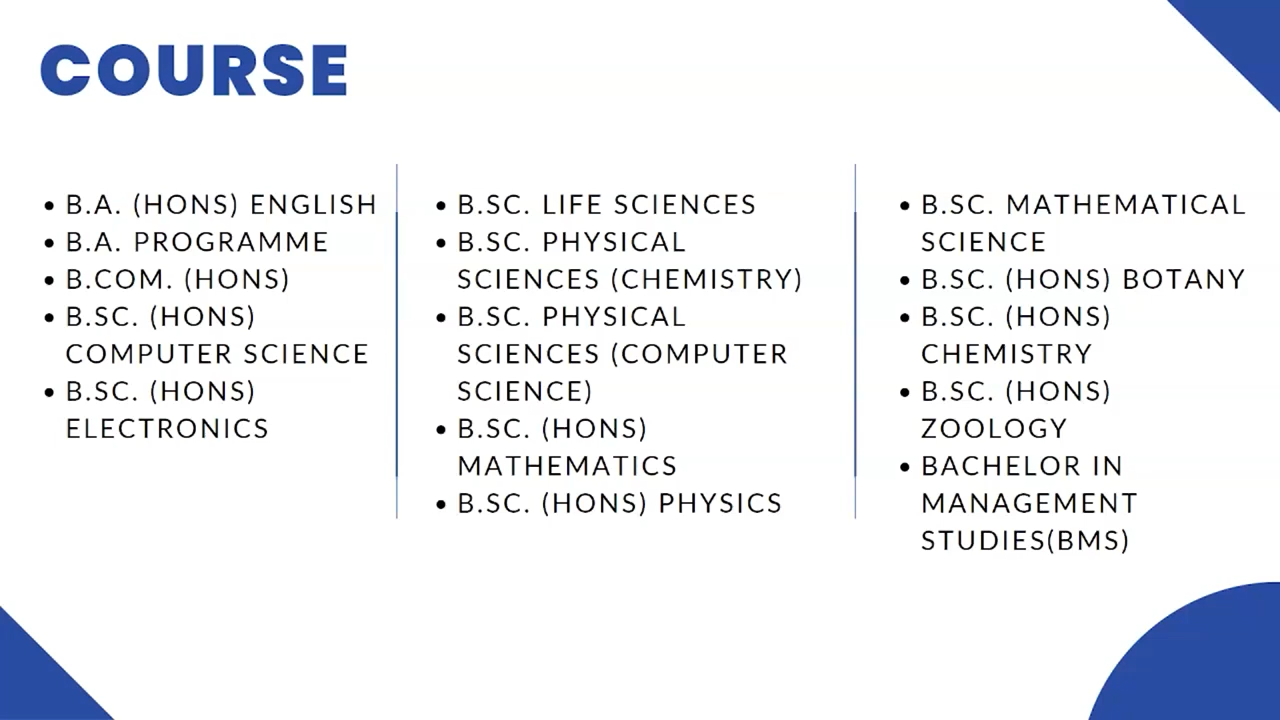 COURSE
B.A. (HONS) ENGLISH
B.A. PROGRAMME
B.COM. (HONS)
B.SC. (HONS)
COMPUTER SCIENCE
B.SC. (HONS)
ELECTRONICS
B.SC. LIFE SCIENCES
B.SC. PHYSICAL
SCIENCES (CHEMISTRY)
B.SC. PHYSICAL
SCIENCES (COMPUTER
SCIENCE)
B.SC. (HONS)
MATHEMATICS
B.SC. (HONS) PHYSICS
B.SC. MATHEMATICAL
SCIENCE
B.SC. (HONS) BOTANY
B.SC. (HONS)
CHEMISTRY
B.SC. (HONS)
ZOOLOGY
BACHELOR IN
MANAGEMENT
STUDIES(BMS)